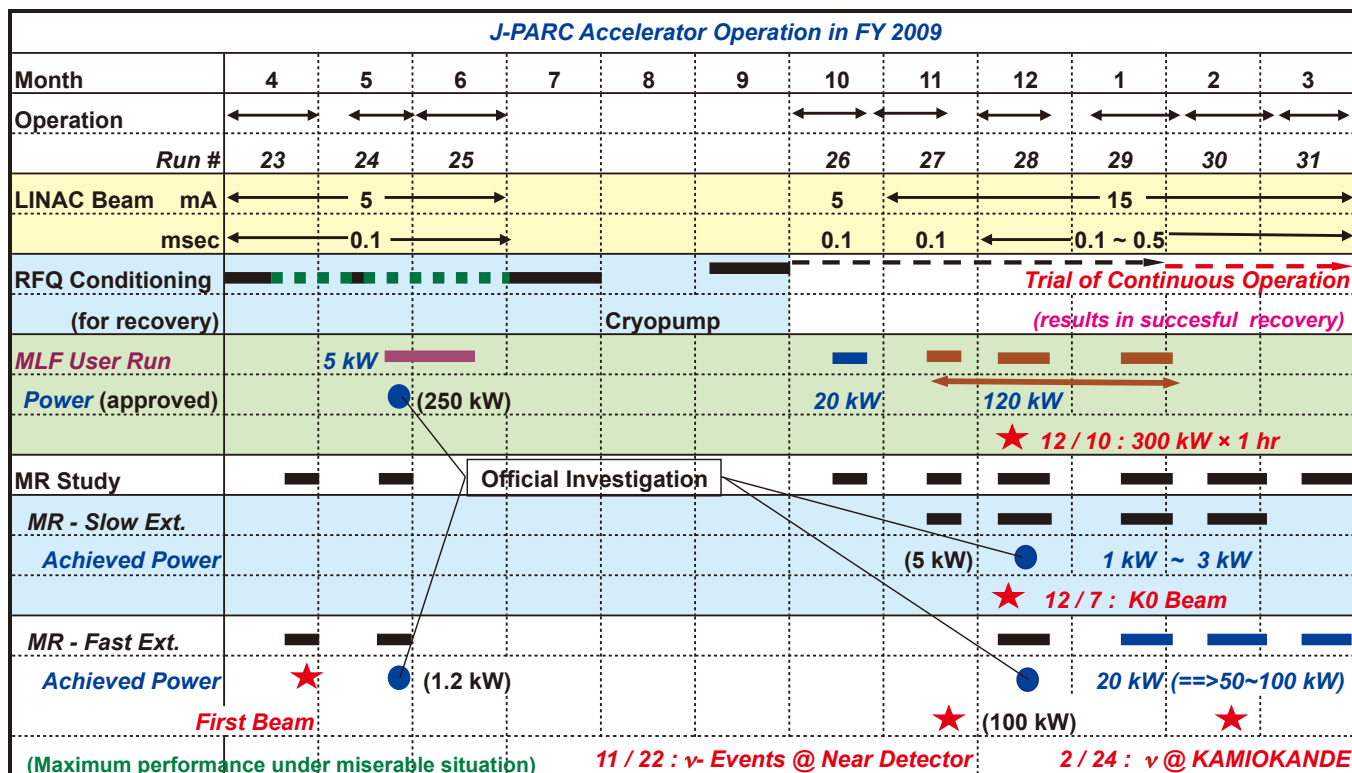 J-PARC Accelerator Operation in FY 2009
Month 4 5 6 7 8 9 10 11 12 1 2 3
Operation
Run # 23 24 25 26 27 28 29 30 31
LINAC Beam mA 5 5 15
msec 0.1 0.1 0.1 0.1 ~ 0.5
RFQ Conditioning Trial of Continuous Operation
(for recovery) Cryopump (results in succesful recovery)
MLF User Run 5 kW
Power (approved) (250 kW) 20 kW 120 kW
12 / 10 : 300 kW × 1 hr
MR Study Official Investigation
MR - Slow Ext.
Achieved Power (5 kW) 1 kW ~ 3 kW
12 / 7 : K0 Beam
MR - Fast Ext.
Achieved Power (1.2 kW) 20 kW (==>50~100 kW)
First Beam (100 kW)
(Maximum performance under miserable situation) 11 / 22 : ν- Events @ Near Detector 2 / 24 : ν @ KAMIOKANDE